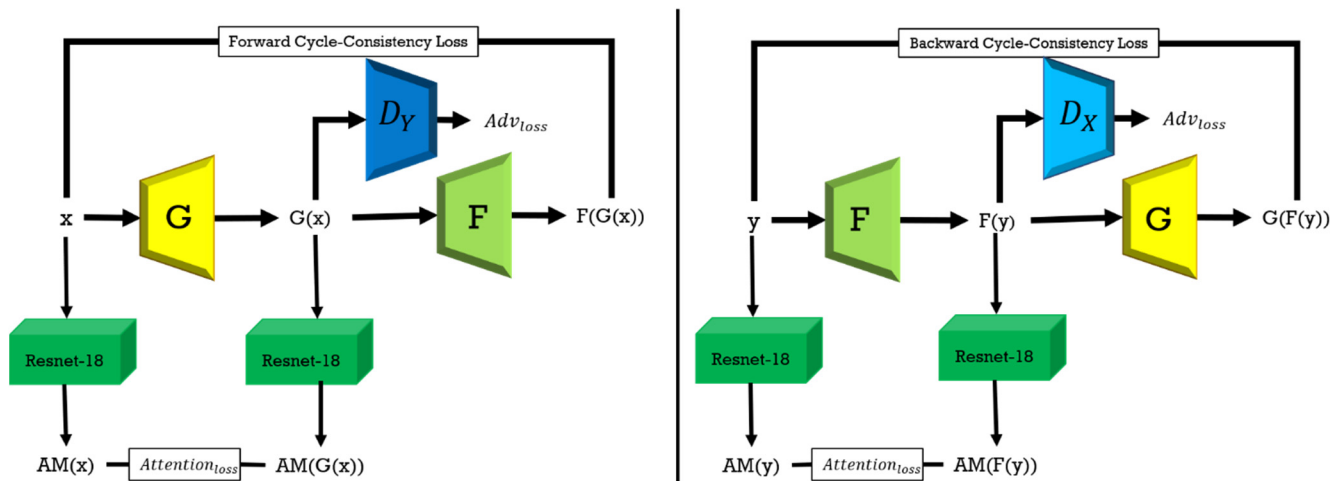 Forward Cycle-Consistency Loss
D_Y
Adv_loss
x
G
G(x)
F
F(G(x))
Resnet-18
Resnet-18
AM(x)
Attention_loss
AM(G(x))
Backward Cycle-Consistency Loss
D_X
Adv_loss
y
F
F(y)
G
G(F(y))
Resnet-18
Resnet-18
AM(y)
Attention_loss
AM(F(y))